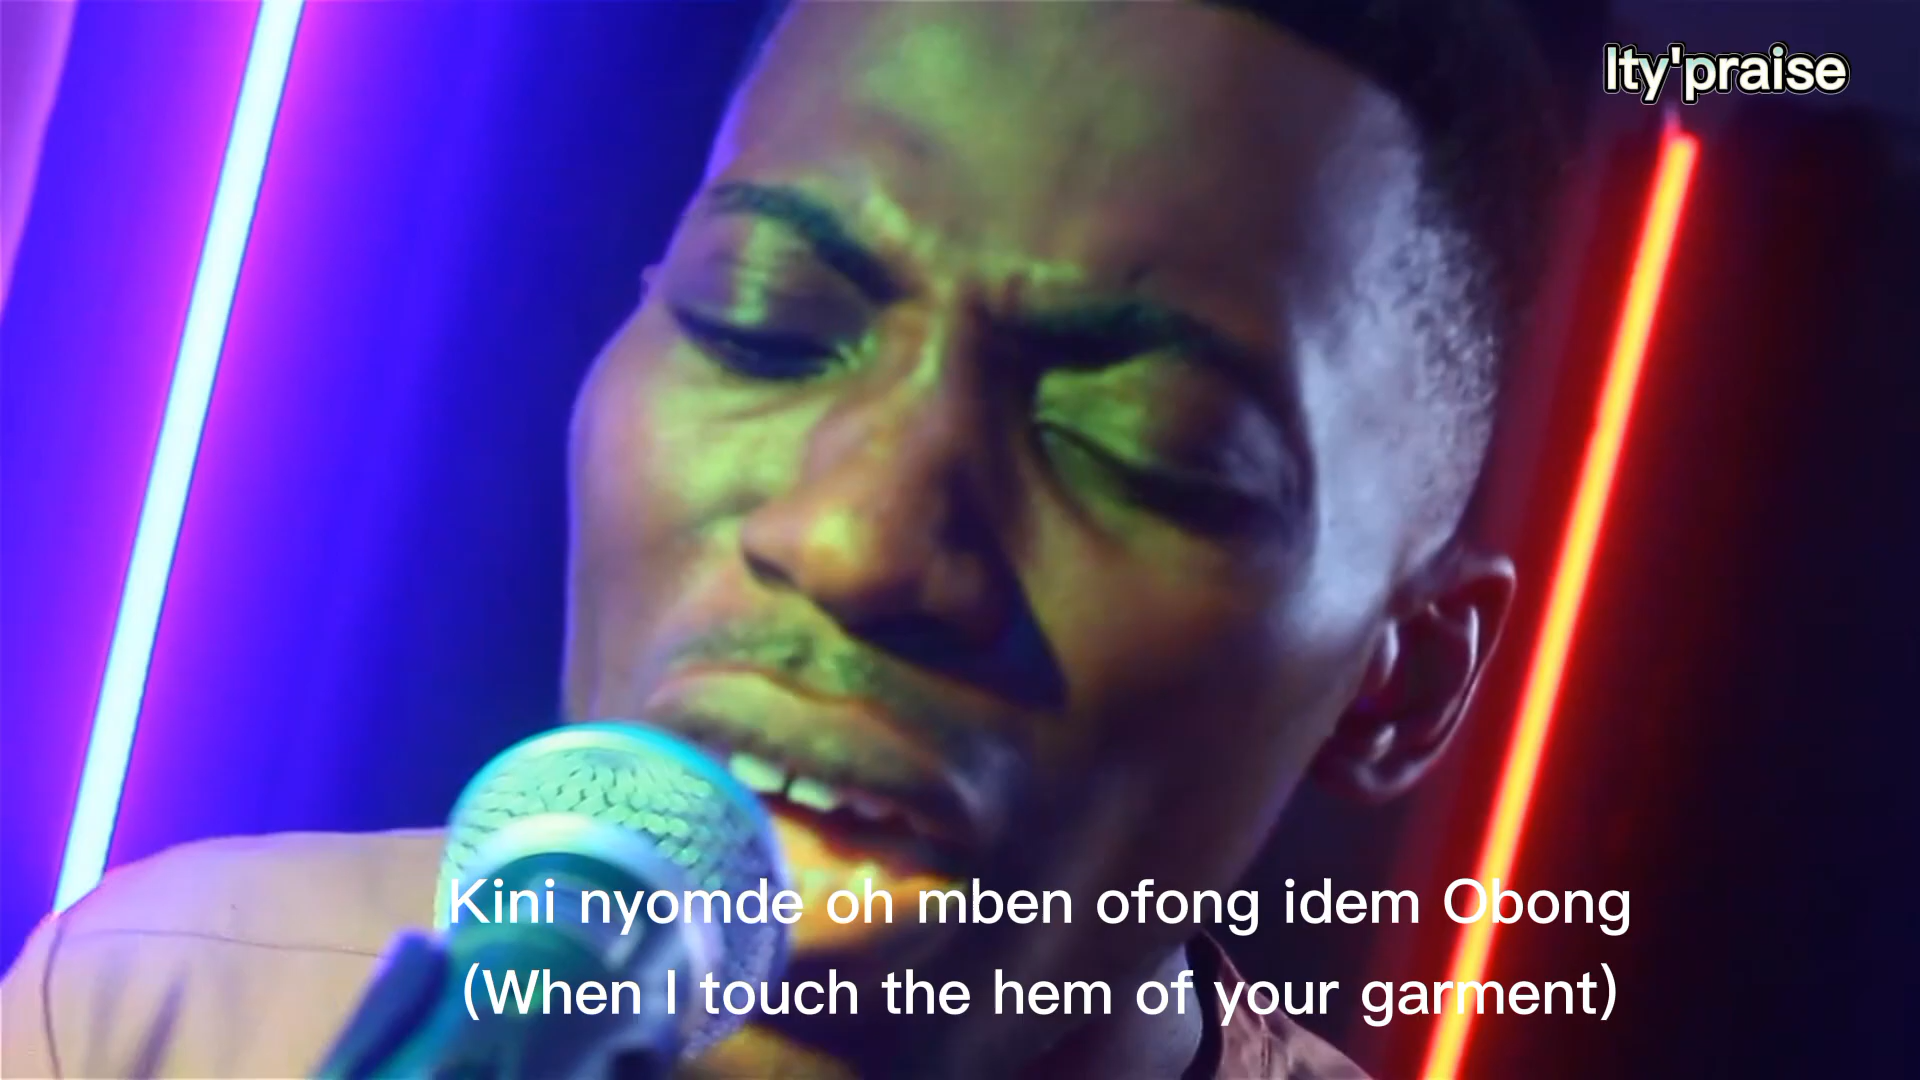 Ity'praise
Kini nyomde oh mben ofong idem Obong
(When I touch the hem of your garment)